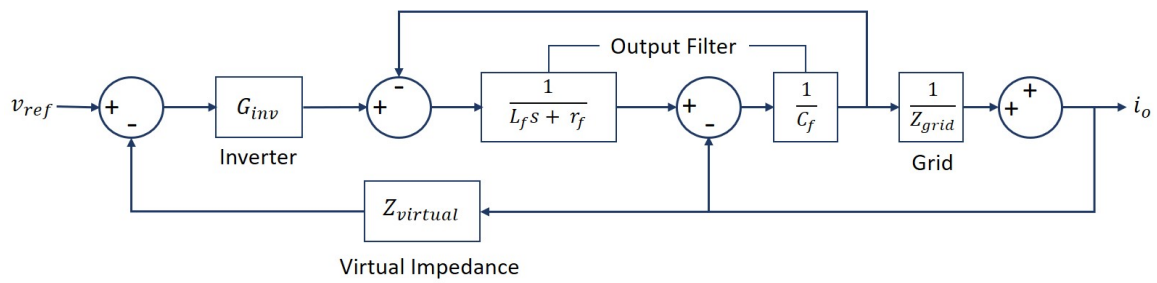 Output Filter
v_ref
+
-
G_inv
Inverter
+
-
1
L_f s + r_f
+
-
1
C_f
1
Z_grid
Grid
+
+
i_o
Z_virtual
Virtual Impedance